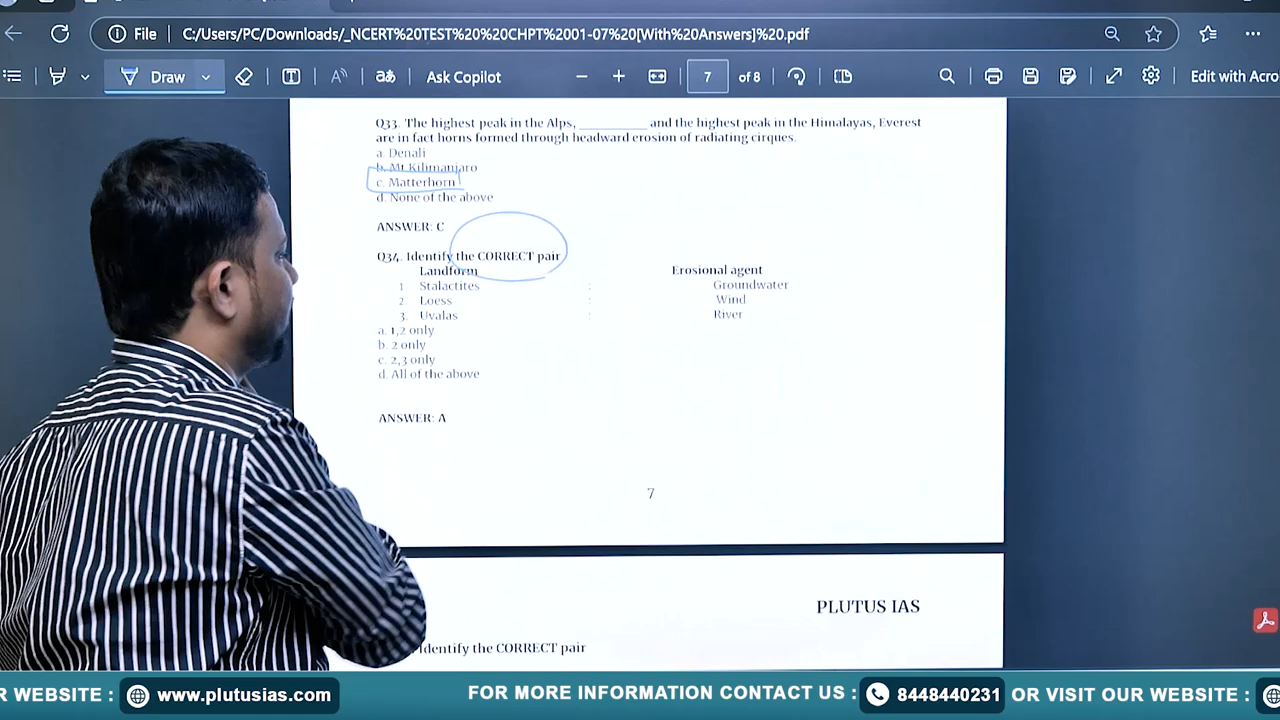 File C:/Users/PC/Downloads/_NCERT%20TEST%20%20CHPT%2001-07%20[With%20Answers]%20.pdf
Draw Ask Copilot 7 of 8 Edit with Acro
Q33. The highest peak in the Alps, __________ and the highest peak in the Himalayas, Everest
are in fact horns formed through headward erosion of radiating cirques.
a. Denali
b. Mt Kilimanjaro
c. Matterhorn
d. None of the above
ANSWER: C
Q34. Identify the CORRECT pair
Landform Erosional agent
1 Stalactites : Groundwater
2 Loess : Wind
3. Uvalas : River
a. 1,2 only
b. 2 only
c. 2,3 only
d. All of the above
ANSWER: A
7
PLUTUS IAS
Identify the CORRECT pair
R WEBSITE : www.plutusias.com FOR MORE INFORMATION CONTACT US : 8448440231 OR VISIT OUR WEBSITE :